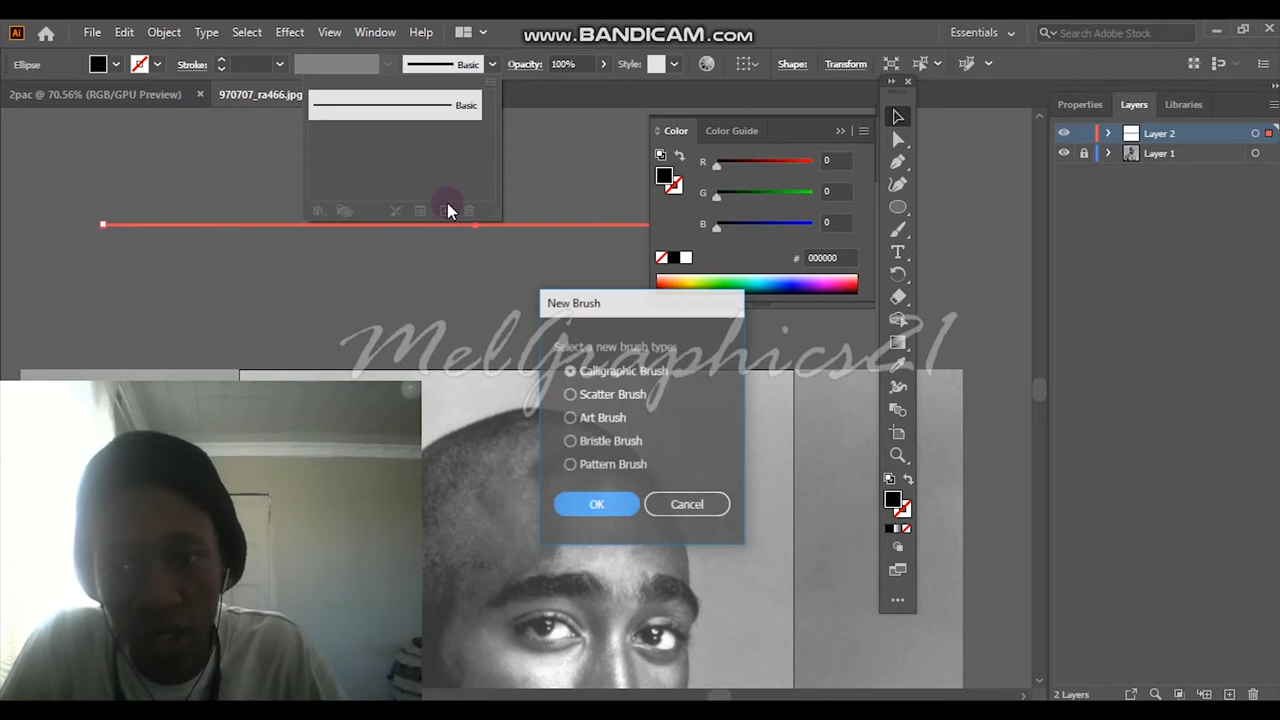 Ai File Edit Object Type Select Effect View Window Help www.BANDICAM.com Essentials Search Adobe Stock
Ellipse Stroke: Basic Opacity: 100% Style: Shape: Transform
2pac @ 70.56% (RGB/GPU Preview) × 970707_ra466.jpg
Basic
Color Color Guide
R 0
G 0
B 0
# 000000
Properties Layers Libraries
Layer 2
Layer 1
New Brush
Select a new brush type:
Calligraphic Brush
Scatter Brush
Art Brush
Bristle Brush
Pattern Brush
OK Cancel
MelGraphics21
2 Layers